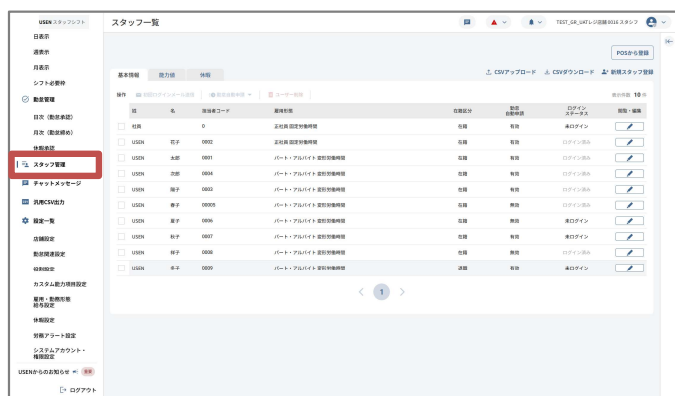 USEN スタッフシフト
スタッフ一覧
TEST_GR_UATレジ店舗0016 スタッフ
日表示
週表示
月表示
シフト必要枠
勤怠管理
日次（勤怠承認）
月次（勤怠締め）
休暇承認
スタッフ管理
チャットメッセージ
汎用CSV出力
設定一覧
店舗設定
勤怠関連設定
役割設定
カスタム能力項目設定
雇用・勤務形態
給与設定
休暇設定
労務アラート設定
システムアカウント・
権限設定
USENからのお知らせ
ログアウト
POSから登録
基本情報 能力値 休暇
CSVアップロード CSVダウンロード 新規スタッフ登録
操作 初回ログインメール送信 勤怠自動申請 ユーザー削除 表示件数 10 件
姓 名 担当者コード 雇用形態 在籍区分 勤怠自動申請 ログインステータス 閲覧・編集
社員 0 正社員 固定労働時間 在籍 有効 未ログイン
USEN 花子 0002 正社員 固定労働時間 在籍 有効 ログイン済み
USEN 太郎 0001 パート・アルバイト 変形労働時間 在籍 有効 ログイン済み
USEN 次郎 0004 パート・アルバイト 変形労働時間 在籍 有効 ログイン済み
USEN 陽子 0003 パート・アルバイト 変形労働時間 在籍 有効 ログイン済み
USEN 春子 00005 パート・アルバイト 変形労働時間 在籍 無効 ログイン済み
USEN 夏子 0006 パート・アルバイト 変形労働時間 在籍 無効 未ログイン
USEN 秋子 0007 パート・アルバイト 変形労働時間 在籍 有効 未ログイン
USEN 祥子 0008 パート・アルバイト 変形労働時間 在籍 無効 ログイン済み
USEN 冬子 0009 パート・アルバイト 変形労働時間 退職 有効 未ログイン
1